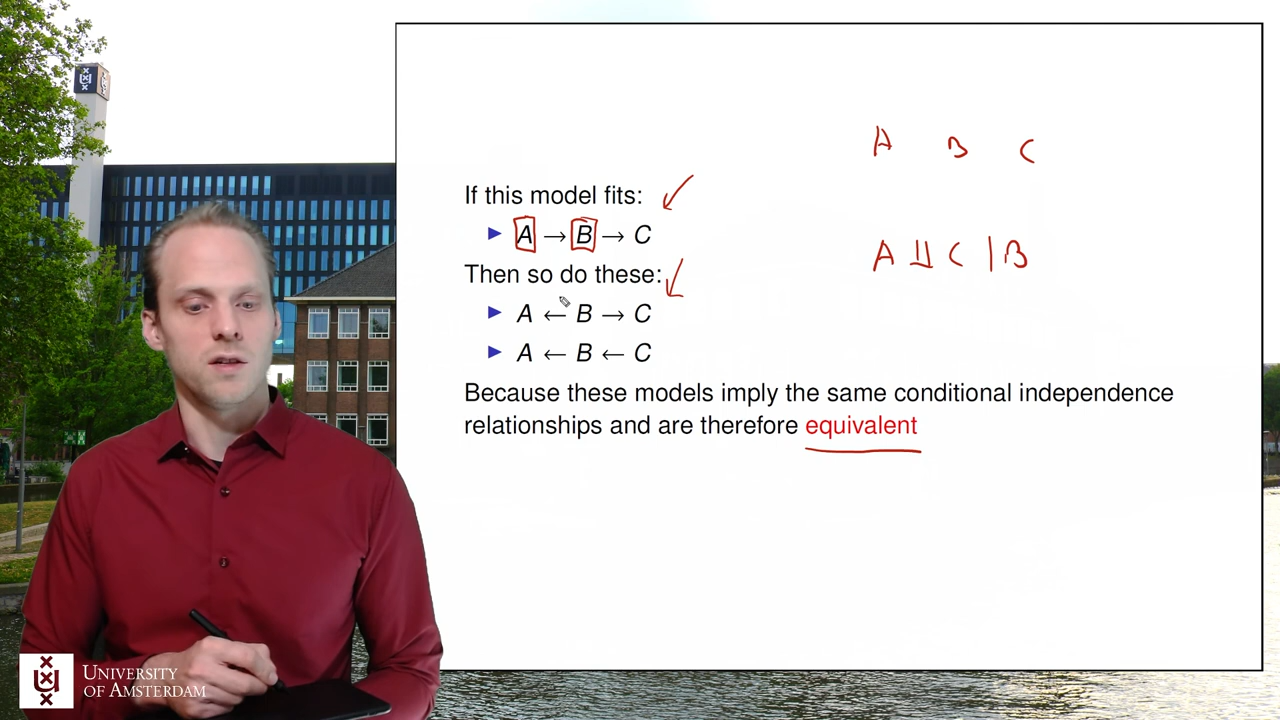 A B C
If this model fits:
▶ A → B → C
A ⫫ C | B
Then so do these:
▶ A ← B → C
▶ A ← B ← C
Because these models imply the same conditional independence
relationships and are therefore equivalent
UNIVERSITY
OF AMSTERDAM